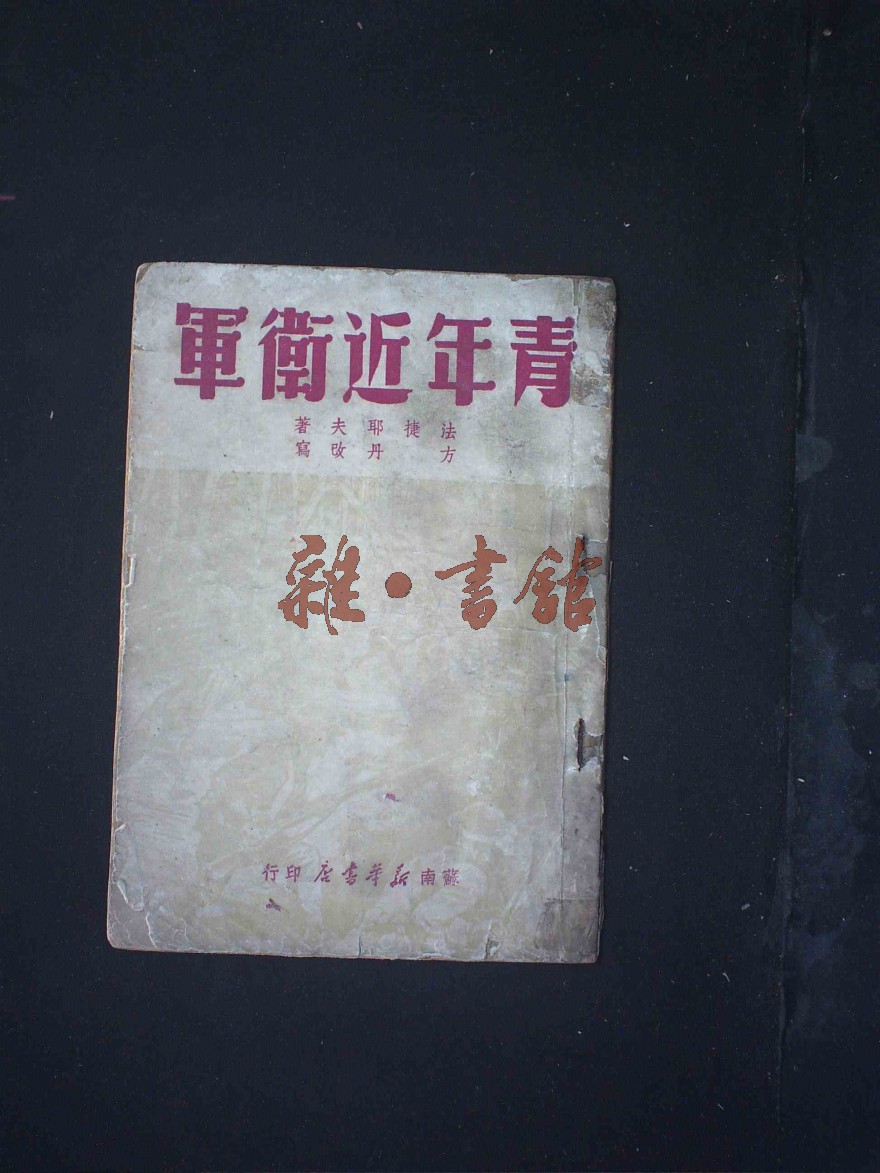 青年近衛軍
法捷耶夫著
方丹改寫
雜·書館
蘇南新華書店印行